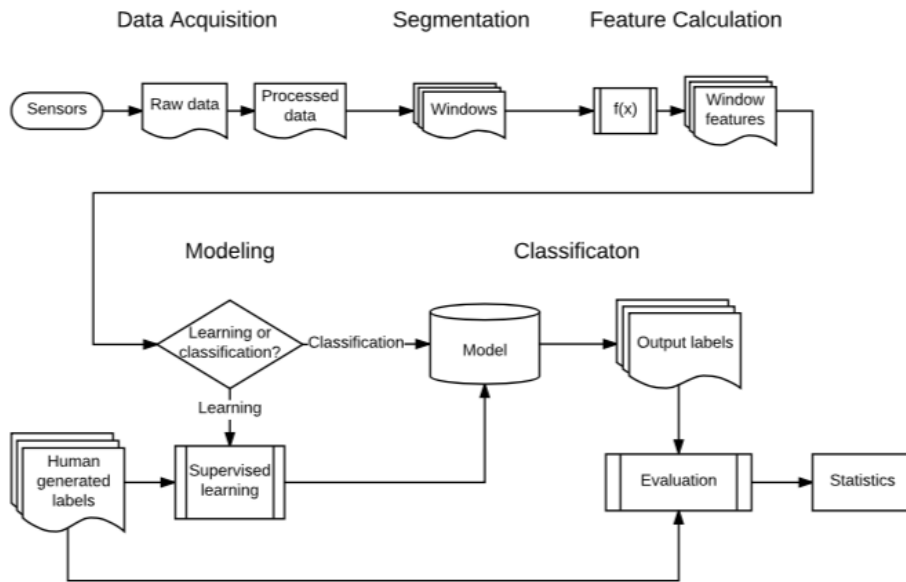 Data Acquisition
Segmentation
Feature Calculation
Sensors
Raw data
Processed
data
Windows
f(x)
Window
features
Modeling
Classificaton
Learning or
classification?
Classification
Model
Output labels
Learning
Human
generated
labels
Supervised
learning
Evaluation
Statistics